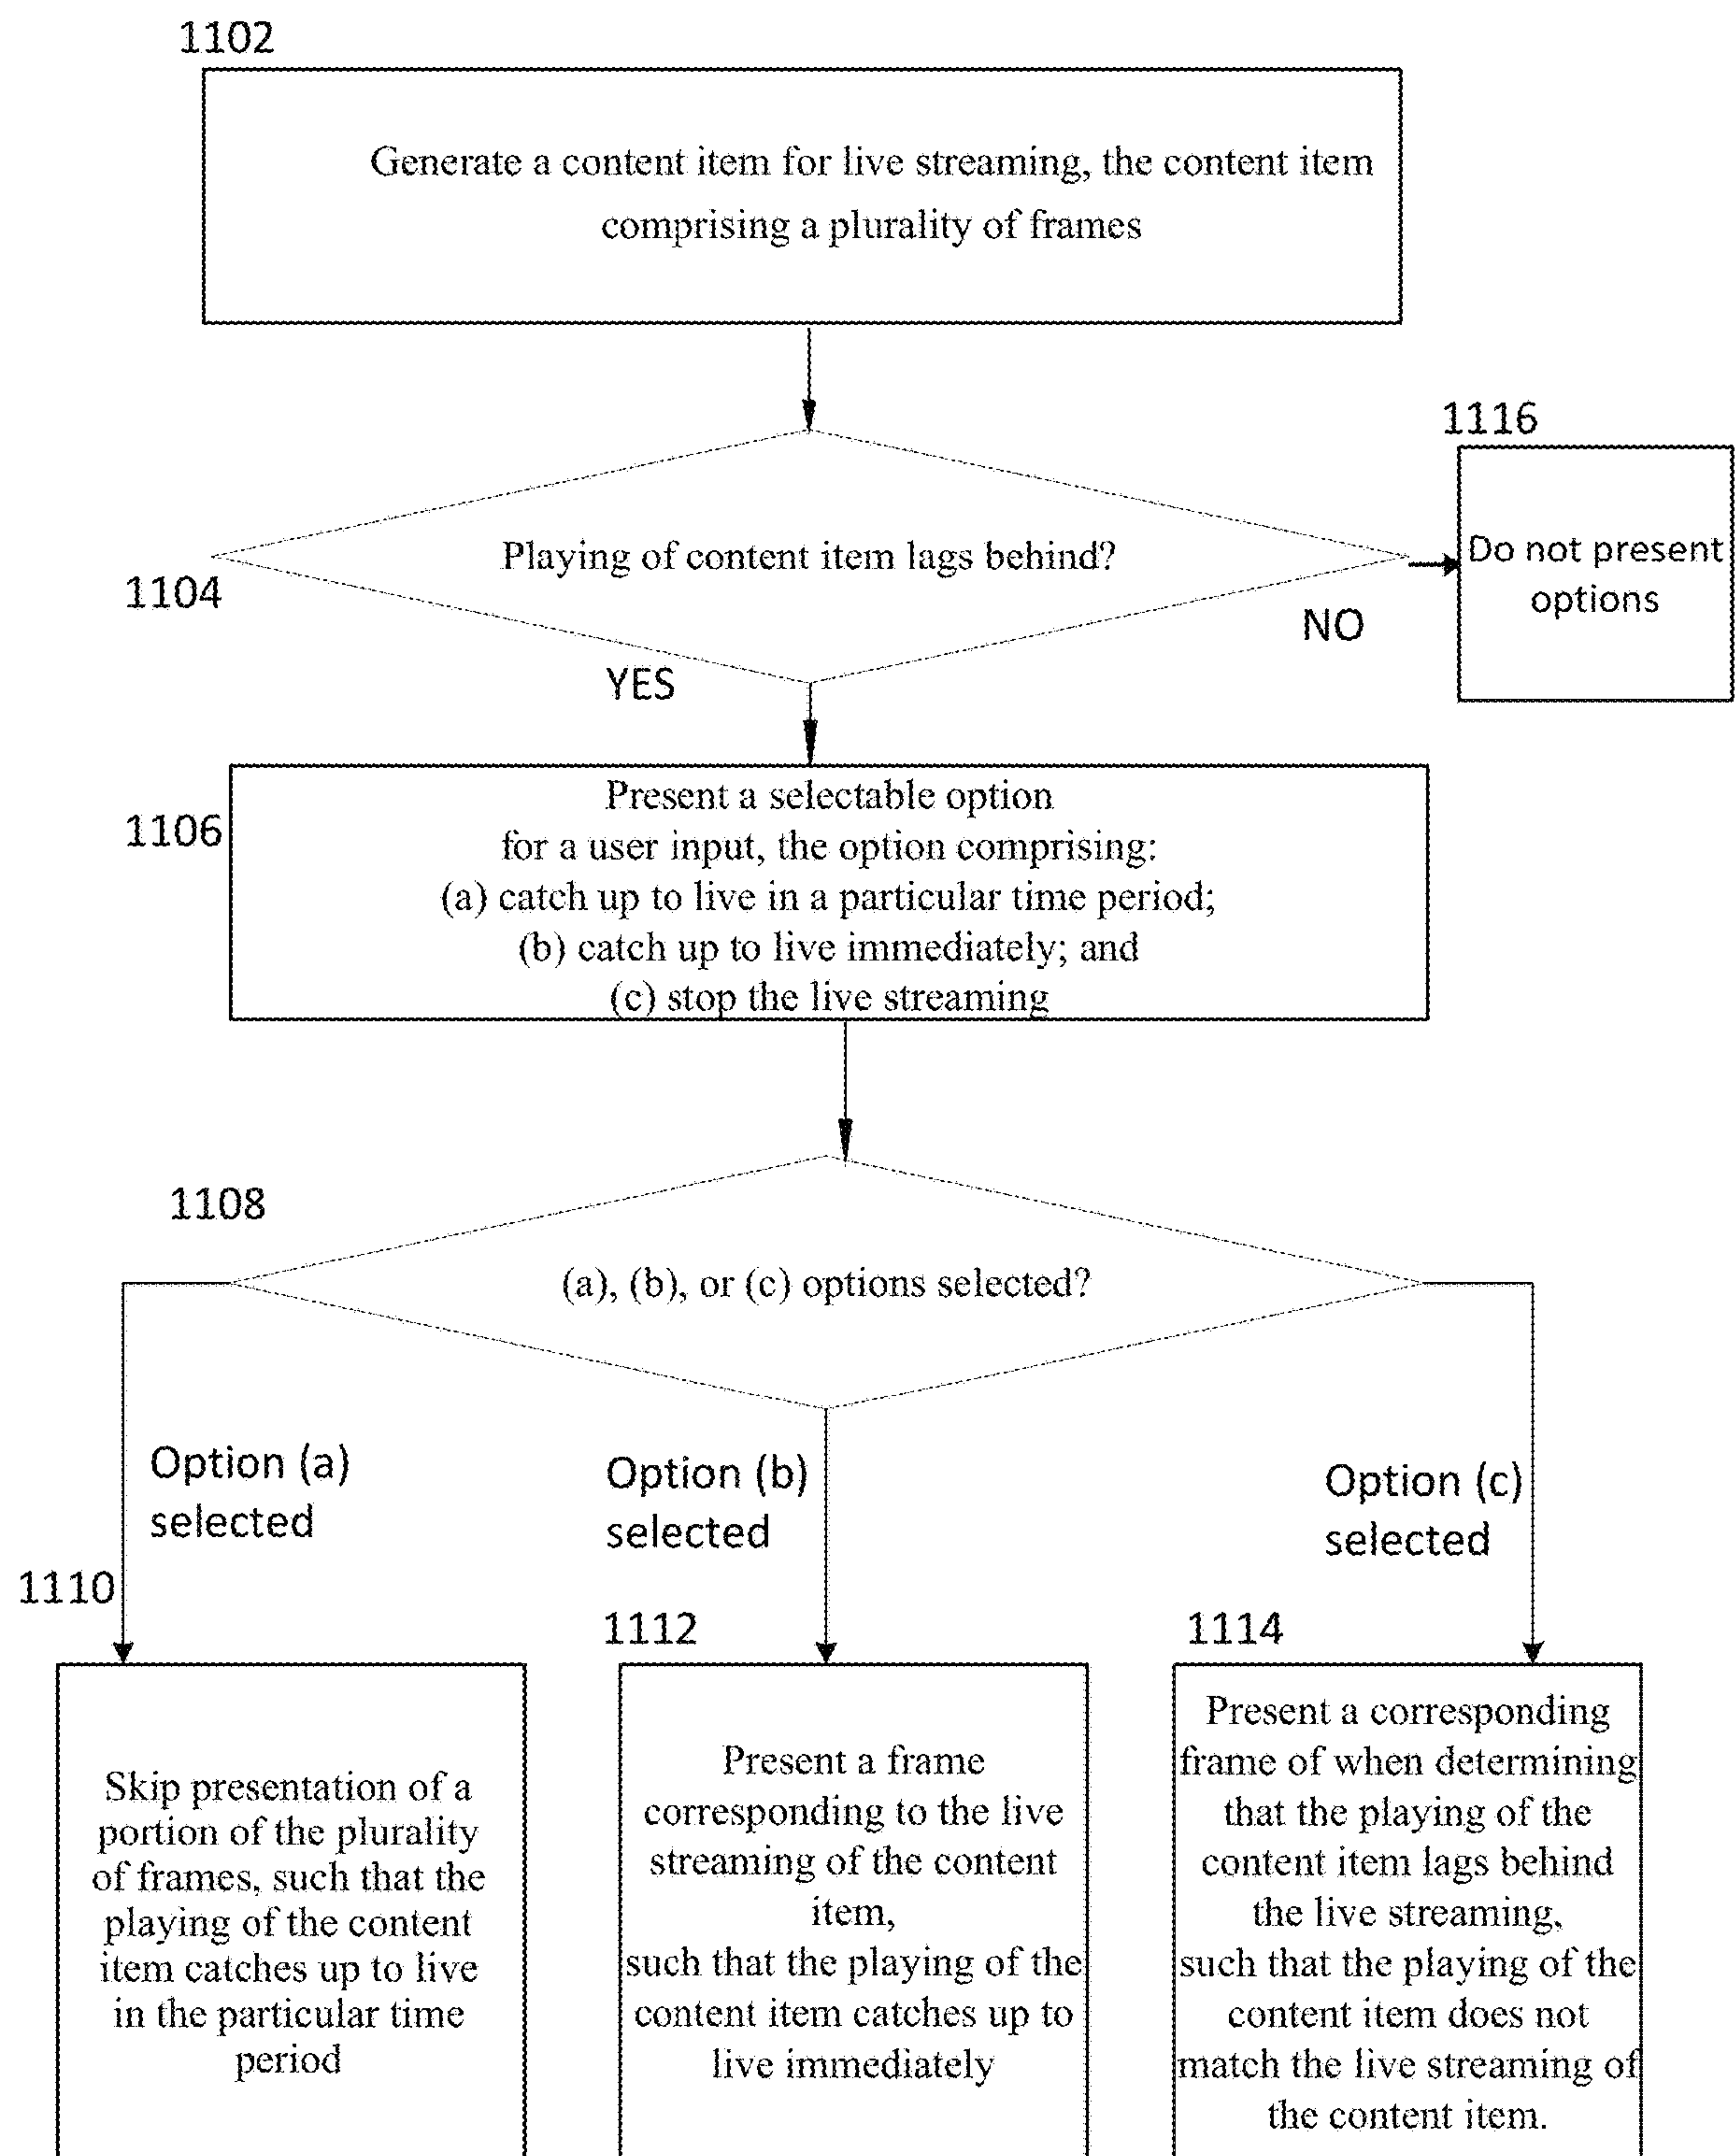 1102
Generate a content item for live streaming, the content item
comprising a plurality of frames
1116
Do not present
options
Playing of content item lags behind?
1104
NO
YES
1106
Present a selectable option
for a user input, the option comprising:
(a) catch up to live in a particular time period;
(b) catch up to live immediately; and
(c) stop the live streaming
1108
(a), (b), or (c) options selected?
Option (a)
selected
Option (b)
selected
Option (c)
selected
1110
Skip presentation of a
portion of the plurality
of frames, such that the
playing of the content
item catches up to live
in the particular time
period
1112
Present a frame
corresponding to the live
streaming of the content
item,
such that the playing of the
content item catches up to
live immediately
1114
Present a corresponding
frame of when determining
that the playing of the
content item lags behind
the live streaming,
such that the playing of the
content item does not
match the live streaming of
the content item.